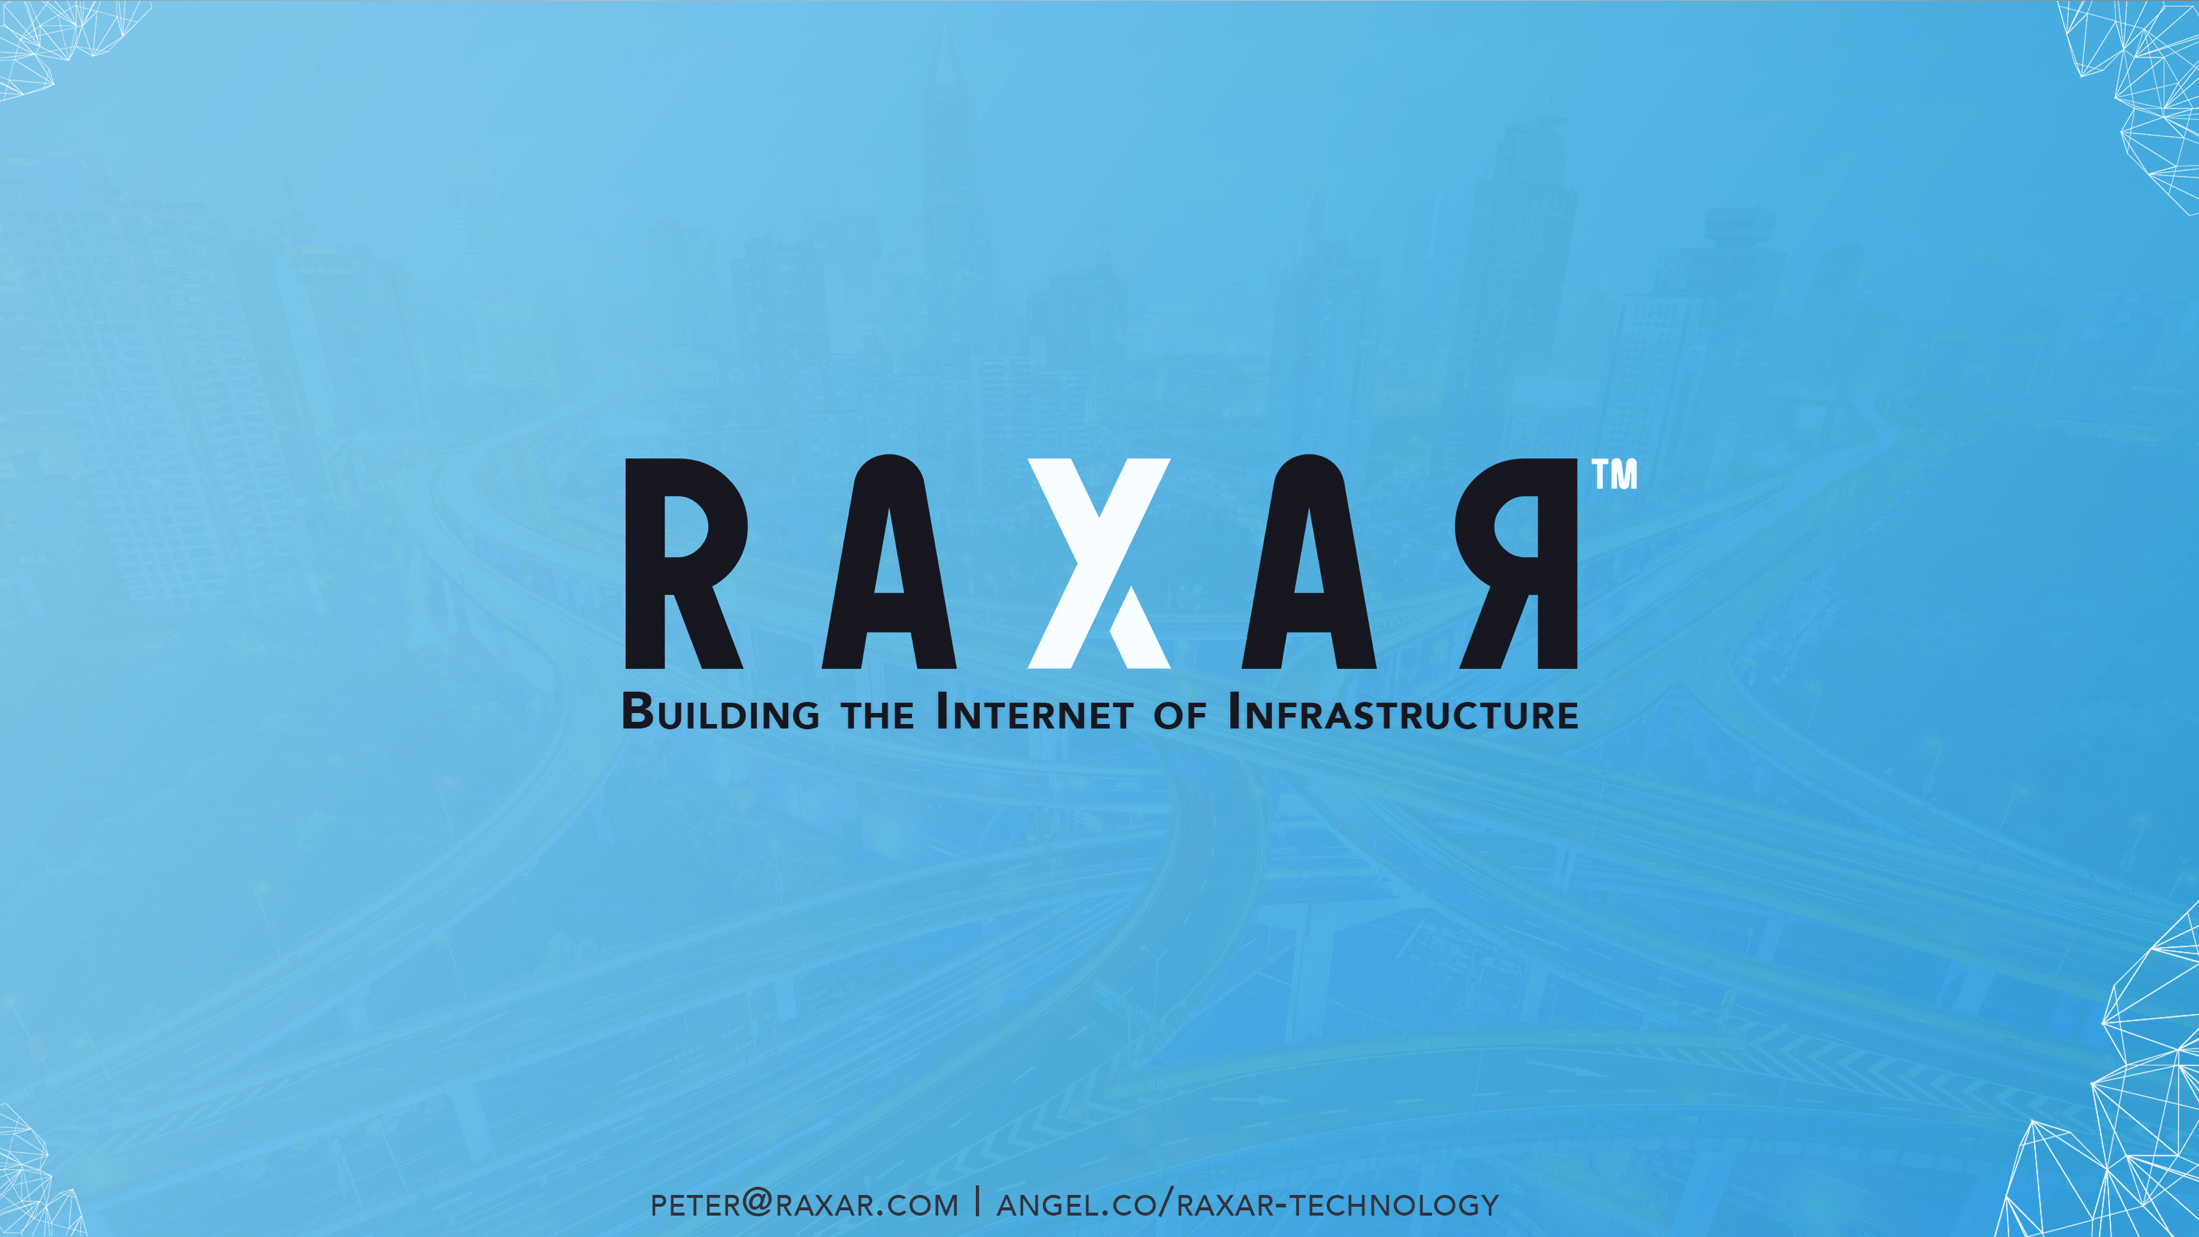 RAXAR™
Building the Internet of Infrastructure
peter@raxar.com | angel.co/raxar-technology